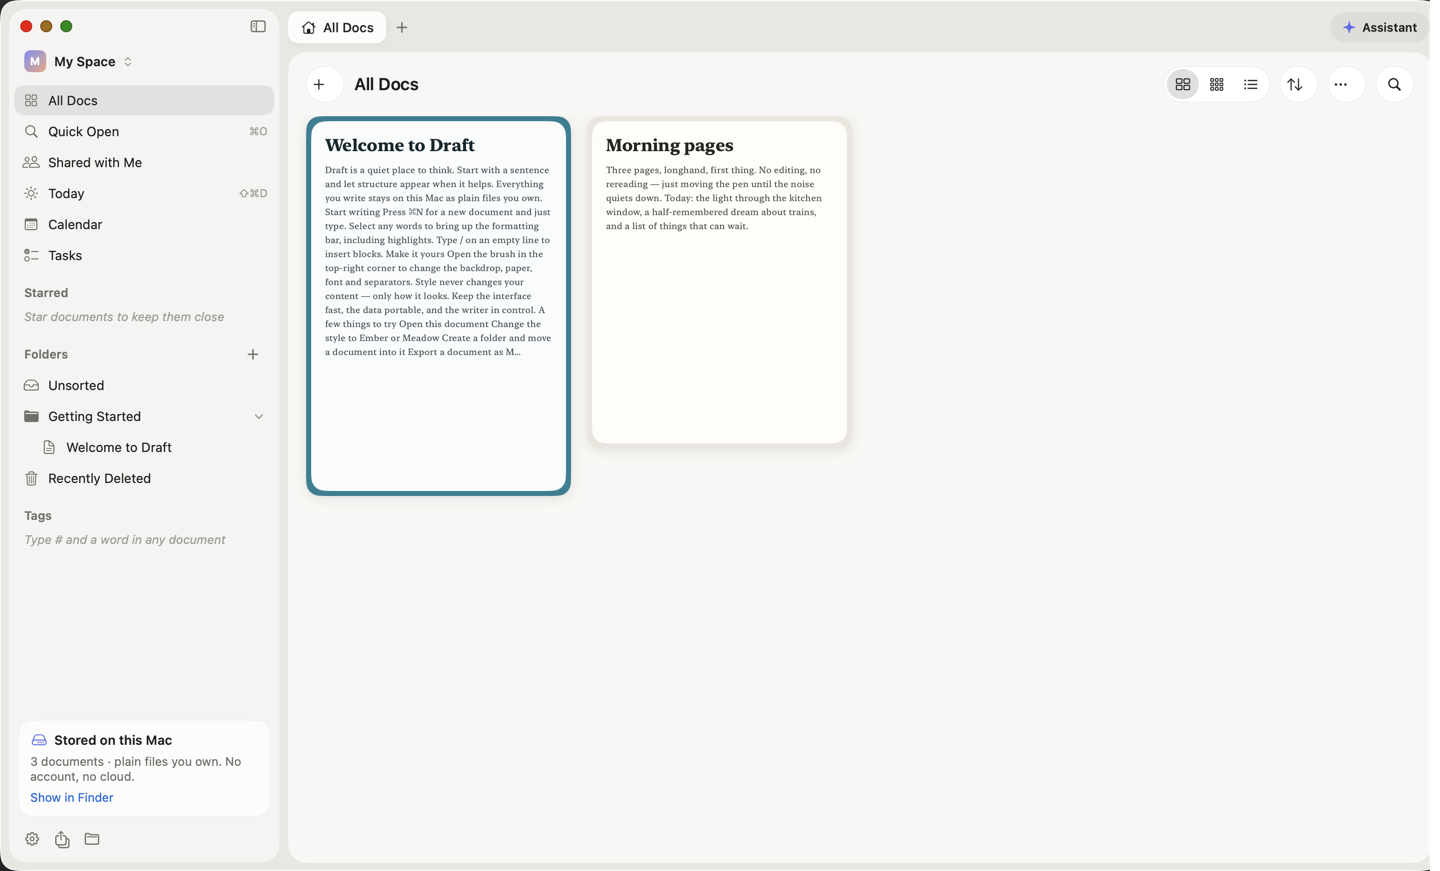 All Docs
Assistant
M My Space
All Docs
Quick Open ⌘O
Shared with Me
Today ⇧⌘D
Calendar
Tasks
Starred
Star documents to keep them close
Folders
Unsorted
Getting Started
Welcome to Draft
Recently Deleted
Tags
Type # and a word in any document
Stored on this Mac
3 documents · plain files you own. No
account, no cloud.
Show in Finder
All Docs
Welcome to Draft
Draft is a quiet place to think. Start with a sentence
and let structure appear when it helps. Everything
you write stays on this Mac as plain files you own.
Start writing Press ⌘N for a new document and just
type. Select any words to bring up the formatting
bar, including highlights. Type / on an empty line to
insert blocks. Make it yours Open the brush in the
top-right corner to change the backdrop, paper,
font and separators. Style never changes your
content — only how it looks. Keep the interface
fast, the data portable, and the writer in control. A
few things to try Open this document Change the
style to Ember or Meadow Create a folder and move
a document into it Export a document as M...
Morning pages
Three pages, longhand, first thing. No editing, no
rereading — just moving the pen until the noise
quiets down. Today: the light through the kitchen
window, a half-remembered dream about trains,
and a list of things that can wait.